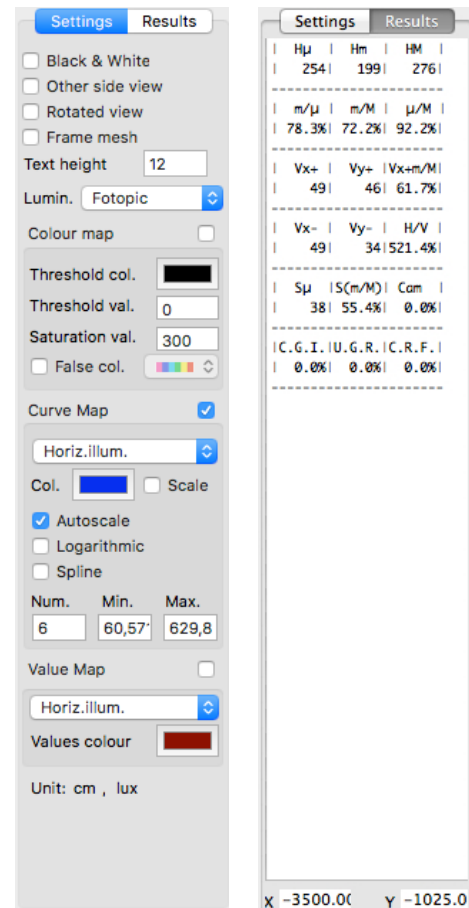 Settings Results
Black & White
Other side view
Rotated view
Frame mesh
Text height 12
Lumin. Fotopic
Colour map
Threshold col.
Threshold val. 0
Saturation val. 300
False col.
Curve Map
Horiz.illum.
Col. Scale
Autoscale
Logarithmic
Spline
Num. Min. Max.
6 60,57 629,8
Value Map
Horiz.illum.
Values colour
Unit: cm , lux
Settings Results
| Hµ | Hm | HM |
| 254| 199| 276|
--------------------
| m/µ | m/M | µ/M |
| 78.3%| 72.2%| 92.2%|
--------------------
| Vx+ | Vy+ |Vx+m/M|
| 49| 46| 61.7%|
--------------------
| Vx- | Vy- | H/V |
| 49| 34|521.4%|
--------------------
| Sµ |S(m/M)| Cam |
| 38| 55.4%| 0.0%|
--------------------
|C.G.I.|U.G.R.|C.R.F.|
| 0.0%| 0.0%| 0.0%|
--------------------
X -3500.0( Y -1025.0